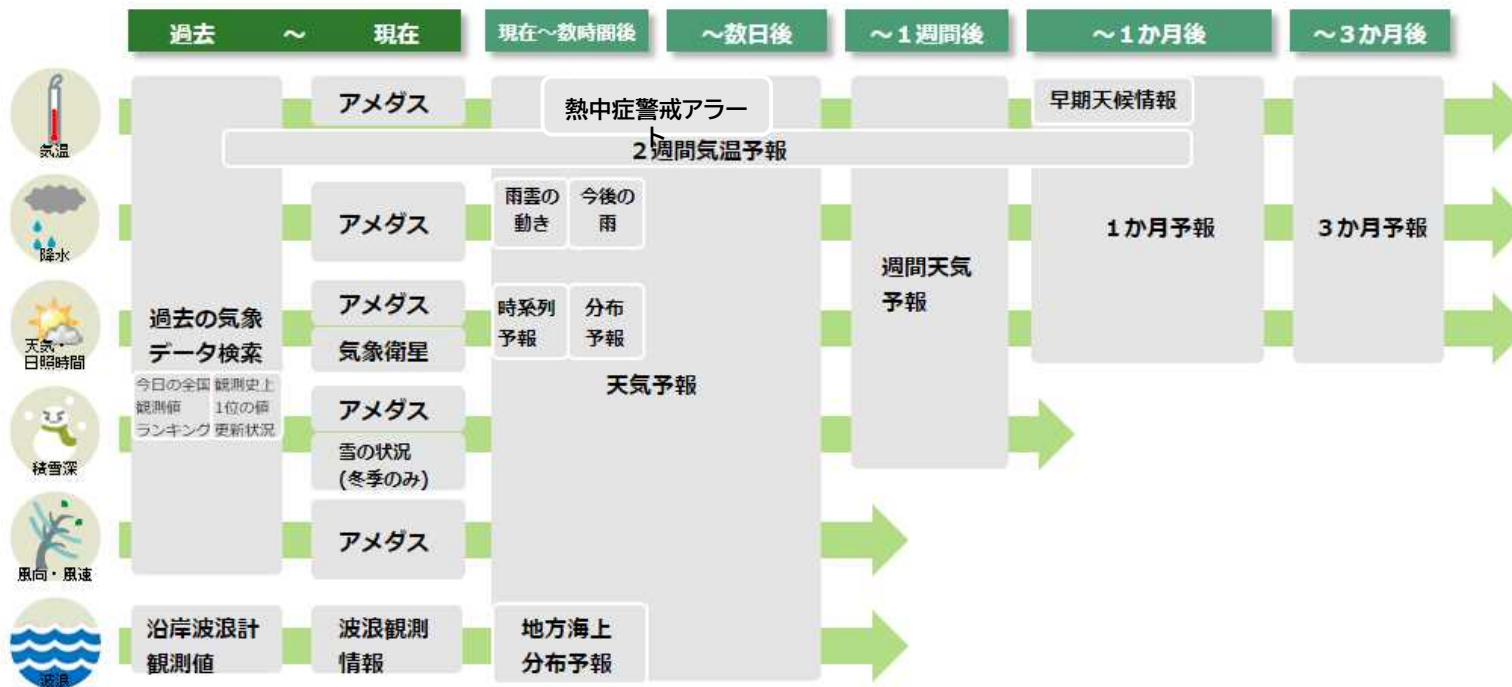 過去 ～ 現在
現在～数時間後
～数日後
～１週間後
～１か月後
～３か月後
気温
アメダス
熱中症警戒アラー
ト
早期天候情報
２週間気温予報
降水
アメダス
雨雲の
動き
今後の
雨
１か月予報
３か月予報
週間天気
予報
天気・
日照時間
過去の気象
データ検索
アメダス
気象衛星
時系列
予報
分布
予報
天気予報
今日の全国
観測値
ランキング
観測史上
1位の値
更新状況
積雪深
アメダス
雪の状況
(冬季のみ)
風向・風速
アメダス
波浪
沿岸波浪計
観測値
波浪観測
情報
地方海上
分布予報